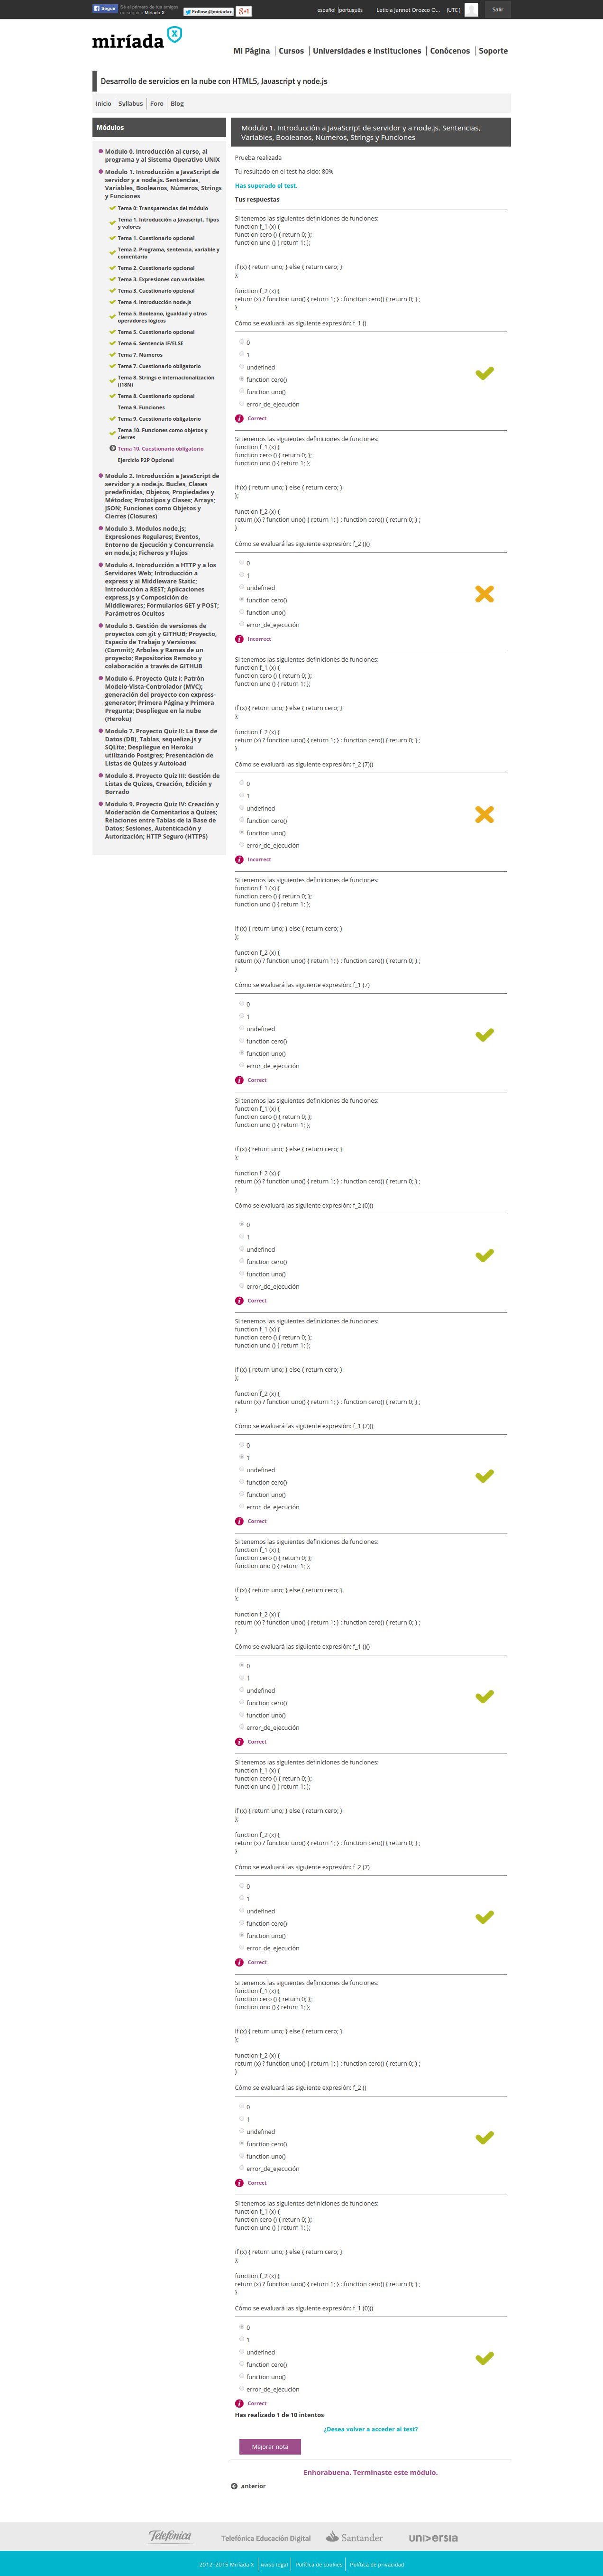 Seguir
Sé el primero de tus amigos
en seguir a Miríada X.
Follow @miriadax
g+1
español |português
Leticia Jannet Orozco O...
(UTC )
Salir
miríada X
Mi Página | Cursos | Universidades e instituciones | Conócenos | Soporte
Desarrollo de servicios en la nube con HTML5, Javascript y node.js
Inicio | Syllabus | Foro | Blog
Módulos
Modulo 0. Introducción al curso, al
programa y al Sistema Operativo UNIX
Modulo 1. Introducción a JavaScript de
servidor y a node.js. Sentencias,
Variables, Booleanos, Números, Strings
y Funciones
Tema 0: Transparencias del módulo
Tema 1. Introducción a Javascript. Tipos
y valores
Tema 1. Cuestionario opcional
Tema 2. Programa, sentencia, variable y
comentario
Tema 2. Cuestionario opcional
Tema 3. Expresiones con variables
Tema 3. Cuestionario opcional
Tema 4. Introducción node.js
Tema 5. Booleano, igualdad y otros
operadores lógicos
Tema 5. Cuestionario opcional
Tema 6. Sentencia IF/ELSE
Tema 7. Números
Tema 7. Cuestionario obligatorio
Tema 8. Strings e internacionalización
(I18N)
Tema 8. Cuestionario opcional
Tema 9. Funciones
Tema 9. Cuestionario obligatorio
Tema 10. Funciones como objetos y
cierres
Tema 10. Cuestionario obligatorio
Ejercicio P2P Opcional
Modulo 2. Introducción a JavaScript de
servidor y a node.js. Bucles, Clases
predefinidas, Objetos, Propiedades y
Métodos; Prototipos y Clases; Arrays;
JSON; Funciones como Objetos y
Cierres (Closures)
Modulo 3. Modulos node.js;
Expresiones Regulares; Eventos,
Entorno de Ejecución y Concurrencia
en node.js; Ficheros y Flujos
Modulo 4. Introducción a HTTP y a los
Servidores Web; Introducción a
express y al Middleware Static;
Introducción a REST; Aplicaciones
express.js y Composición de
Middlewares; Formularios GET y POST;
Parámetros Ocultos
Modulo 5. Gestión de versiones de
proyectos con git y GITHUB; Proyecto,
Espacio de Trabajo y Versiones
(Commit); Arboles y Ramas de un
proyecto; Repositorios Remoto y
colaboración a través de GITHUB
Modulo 6. Proyecto Quiz I: Patrón
Modelo-Vista-Controlador (MVC);
generación del proyecto con express-
generator; Primera Página y Primera
Pregunta; Despliegue en la nube
(Heroku)
Modulo 7. Proyecto Quiz II: La Base de
Datos (DB), Tablas, sequelize.js y
SQLite; Despliegue en Heroku
utilizando Postgres; Presentación de
Listas de Quizes y Autoload
Modulo 8. Proyecto Quiz III: Gestión de
Listas de Quizes, Creación, Edición y
Borrado
Modulo 9. Proyecto Quiz IV: Creación y
Moderación de Comentarios a Quizes;
Relaciones entre Tablas de la Base de
Datos; Sesiones, Autenticación y
Autorización; HTTP Seguro (HTTPS)
Modulo 1. Introducción a JavaScript de servidor y a node.js. Sentencias,
Variables, Booleanos, Números, Strings y Funciones
Prueba realizada
Tu resultado en el test ha sido: 80%
Has superado el test.
Tus respuestas
Si tenemos las siguientes definiciones de funciones:
function f_1 (x) {
function cero () { return 0; };
function uno () { return 1; };
if (x) { return uno; } else { return cero; }
};
function f_2 (x) {
return (x) ? function uno() { return 1; } : function cero() { return 0; } ;
}
Cómo se evaluará las siguiente expresión: f_1 ()
0
1
undefined
function cero()
function uno()
error_de_ejecución
Correct
Si tenemos las siguientes definiciones de funciones:
function f_1 (x) {
function cero () { return 0; };
function uno () { return 1; };
if (x) { return uno; } else { return cero; }
};
function f_2 (x) {
return (x) ? function uno() { return 1; } : function cero() { return 0; } ;
}
Cómo se evaluará las siguiente expresión: f_2 ()()
0
1
undefined
function cero()
function uno()
error_de_ejecución
Incorrect
Si tenemos las siguientes definiciones de funciones:
function f_1 (x) {
function cero () { return 0; };
function uno () { return 1; };
if (x) { return uno; } else { return cero; }
};
function f_2 (x) {
return (x) ? function uno() { return 1; } : function cero() { return 0; } ;
}
Cómo se evaluará las siguiente expresión: f_2 (7)()
0
1
undefined
function cero()
function uno()
error_de_ejecución
Incorrect
Si tenemos las siguientes definiciones de funciones:
function f_1 (x) {
function cero () { return 0; };
function uno () { return 1; };
if (x) { return uno; } else { return cero; }
};
function f_2 (x) {
return (x) ? function uno() { return 1; } : function cero() { return 0; } ;
}
Cómo se evaluará las siguiente expresión: f_1 (7)
0
1
undefined
function cero()
function uno()
error_de_ejecución
Correct
Si tenemos las siguientes definiciones de funciones:
function f_1 (x) {
function cero () { return 0; };
function uno () { return 1; };
if (x) { return uno; } else { return cero; }
};
function f_2 (x) {
return (x) ? function uno() { return 1; } : function cero() { return 0; } ;
}
Cómo se evaluará las siguiente expresión: f_2 (0)()
0
1
undefined
function cero()
function uno()
error_de_ejecución
Correct
Si tenemos las siguientes definiciones de funciones:
function f_1 (x) {
function cero () { return 0; };
function uno () { return 1; };
if (x) { return uno; } else { return cero; }
};
function f_2 (x) {
return (x) ? function uno() { return 1; } : function cero() { return 0; } ;
}
Cómo se evaluará las siguiente expresión: f_1 (7)()
0
1
undefined
function cero()
function uno()
error_de_ejecución
Correct
Si tenemos las siguientes definiciones de funciones:
function f_1 (x) {
function cero () { return 0; };
function uno () { return 1; };
if (x) { return uno; } else { return cero; }
};
function f_2 (x) {
return (x) ? function uno() { return 1; } : function cero() { return 0; } ;
}
Cómo se evaluará las siguiente expresión: f_1 ()()
0
1
undefined
function cero()
function uno()
error_de_ejecución
Correct
Si tenemos las siguientes definiciones de funciones:
function f_1 (x) {
function cero () { return 0; };
function uno () { return 1; };
if (x) { return uno; } else { return cero; }
};
function f_2 (x) {
return (x) ? function uno() { return 1; } : function cero() { return 0; } ;
}
Cómo se evaluará las siguiente expresión: f_2 (7)
0
1
undefined
function cero()
function uno()
error_de_ejecución
Correct
Si tenemos las siguientes definiciones de funciones:
function f_1 (x) {
function cero () { return 0; };
function uno () { return 1; };
if (x) { return uno; } else { return cero; }
};
function f_2 (x) {
return (x) ? function uno() { return 1; } : function cero() { return 0; } ;
}
Cómo se evaluará las siguiente expresión: f_2 ()
0
1
undefined
function cero()
function uno()
error_de_ejecución
Correct
Si tenemos las siguientes definiciones de funciones:
function f_1 (x) {
function cero () { return 0; };
function uno () { return 1; };
if (x) { return uno; } else { return cero; }
};
function f_2 (x) {
return (x) ? function uno() { return 1; } : function cero() { return 0; } ;
}
Cómo se evaluará las siguiente expresión: f_1 (0)()
0
1
undefined
function cero()
function uno()
error_de_ejecución
Correct
Has realizado 1 de 10 intentos
¿Desea volver a acceder al test?
Mejorar nota
Enhorabuena. Terminaste este módulo.
anterior
Telefónica
Telefónica Educación Digital
Santander
universia
2012-2015 Miríada X | Aviso legal | Política de cookies | Política de privacidad